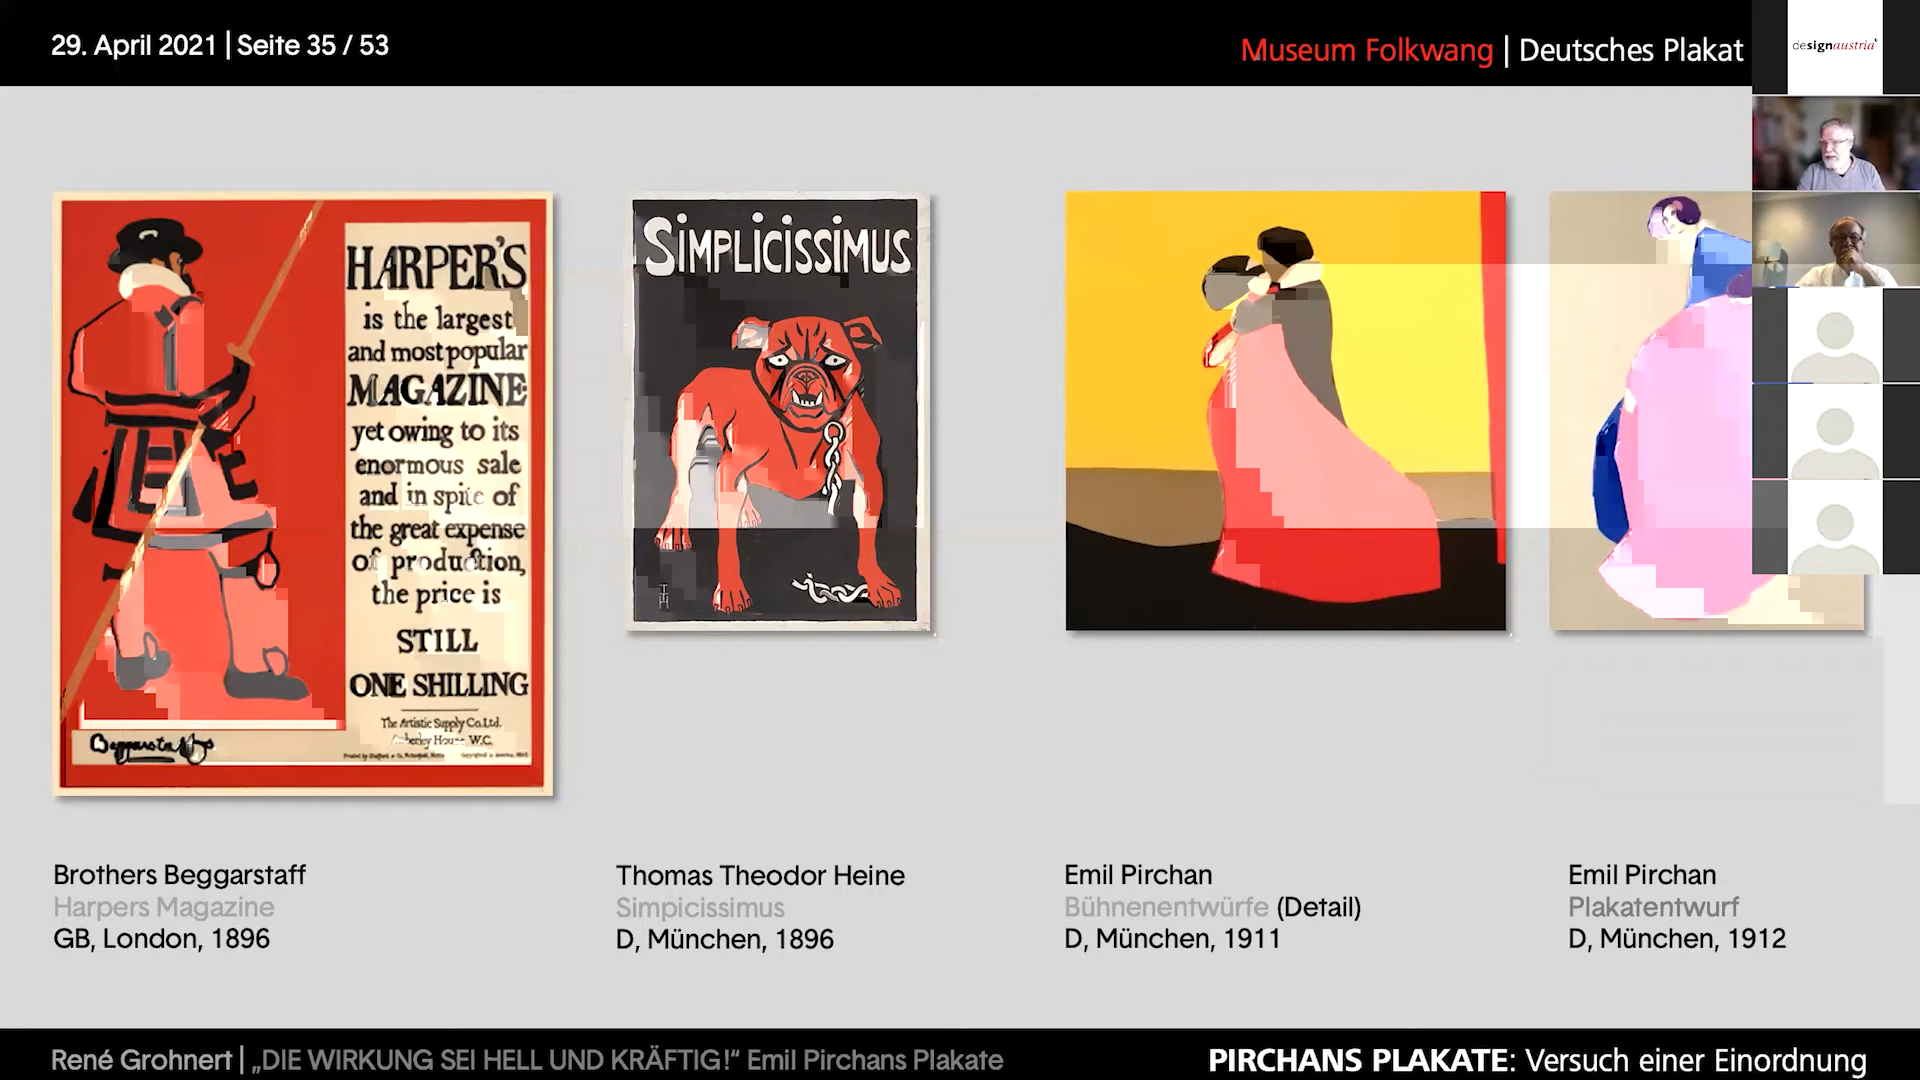 29. April 2021 | Seite 35 / 53
Museum Folkwang | Deutsches Plakat
designaustria
HARPER'S
is the largest
and most popular
MAGAZINE
yet owing to its
enormous sale
and in spite of
the great expense
of production,
the price is
STILL
ONE SHILLING
The Artistic Supply Co. Ltd.
House W.C.
Beggarsta
SIMPLICISSIMUS
TTH
Brothers Beggarstaff
Harpers Magazine
GB, London, 1896
Thomas Theodor Heine
Simpicissimus
D, München, 1896
Emil Pirchan
Bühnenentwürfe (Detail)
D, München, 1911
Emil Pirchan
Plakatentwurf
D, München, 1912
René Grohnert | „DIE WIRKUNG SEI HELL UND KRÄFTIG!“ Emil Pirchans Plakate
PIRCHANS PLAKATE: Versuch einer Einordnung